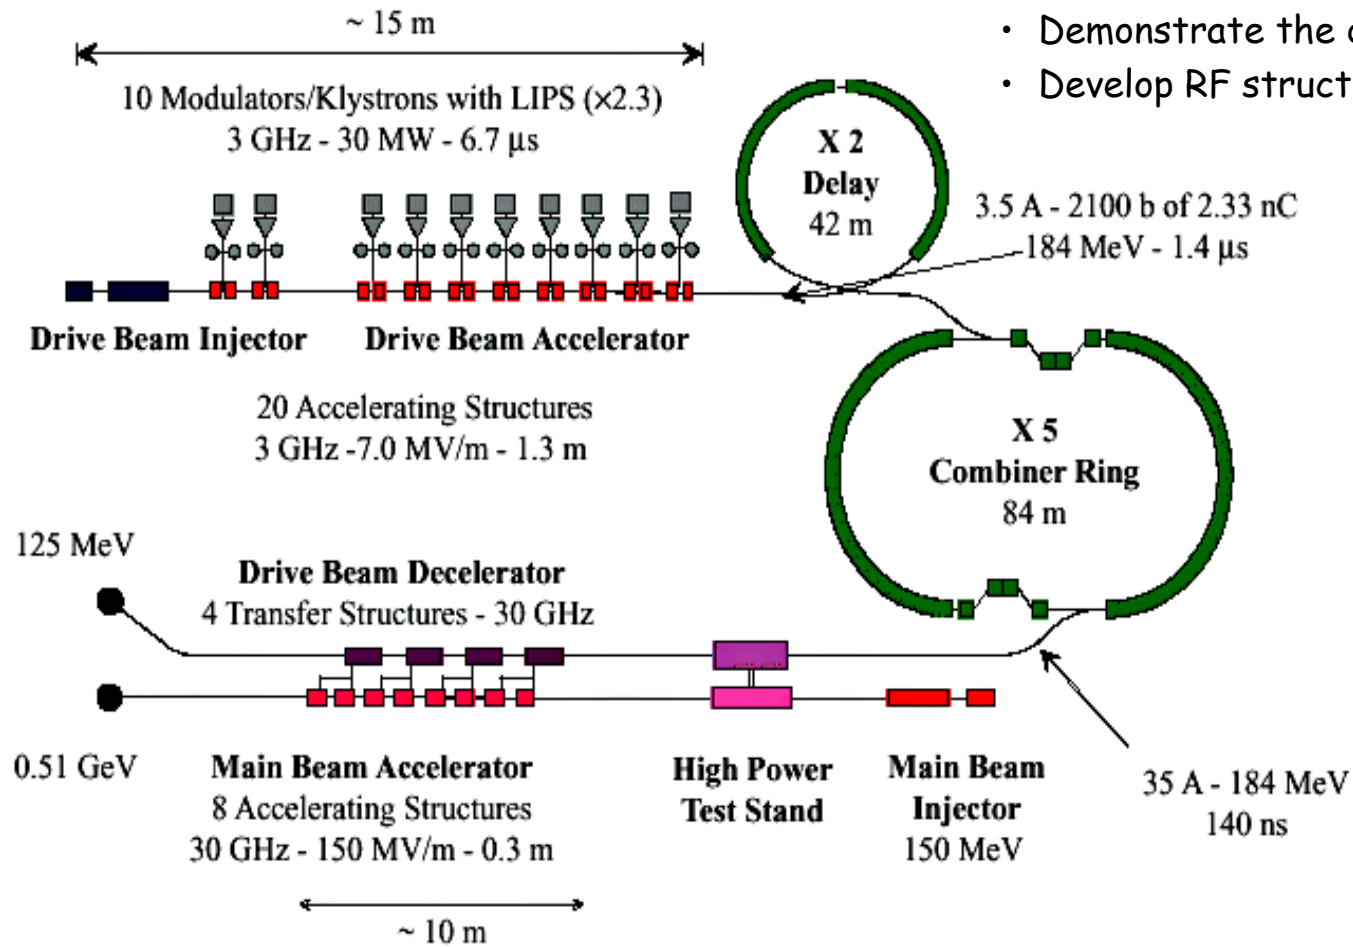 ~ 15 m
• Demonstrate the
• Develop RF struct
10 Modulators/Klystrons with LIPS (×2.3)
3 GHz - 30 MW - 6.7 µs
X 2
Delay
42 m
3.5 A - 2100 b of 2.33 nC
184 MeV - 1.4 µs
Drive Beam Injector
Drive Beam Accelerator
20 Accelerating Structures
3 GHz -7.0 MV/m - 1.3 m
X 5
Combiner Ring
84 m
125 MeV
Drive Beam Decelerator
4 Transfer Structures - 30 GHz
0.51 GeV
Main Beam Accelerator
8 Accelerating Structures
30 GHz - 150 MV/m - 0.3 m
High Power
Test Stand
Main Beam
Injector
150 MeV
35 A - 184 MeV
140 ns
~ 10 m